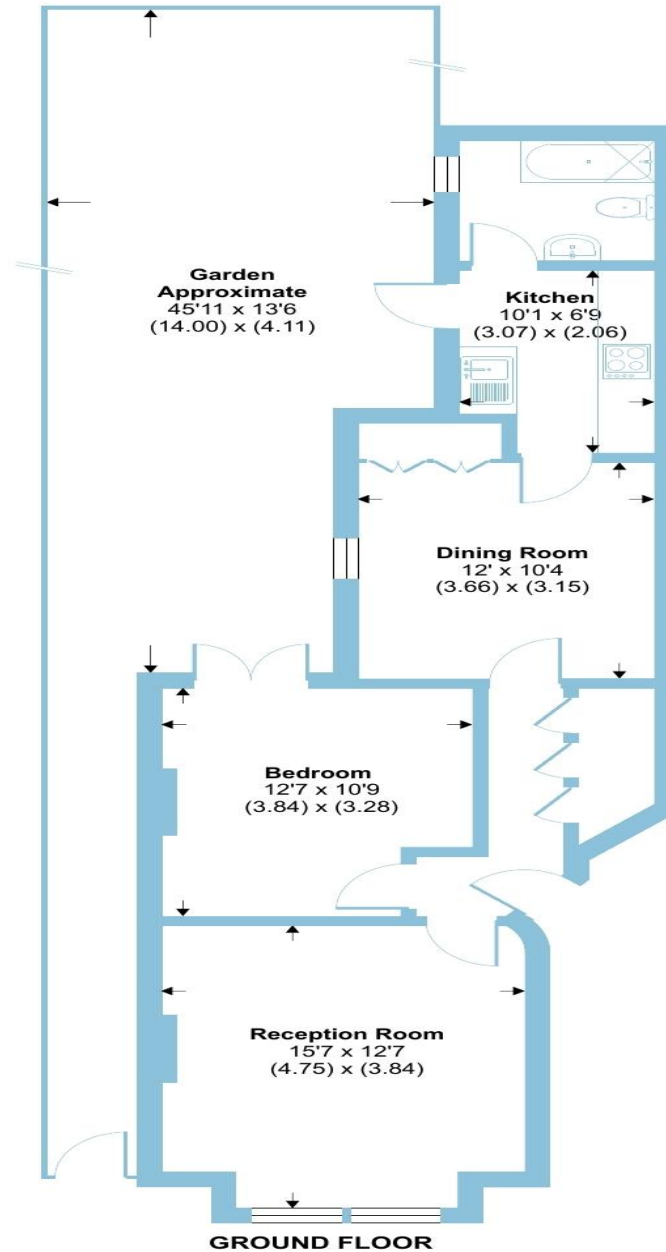 Garden
Approximate
45'11 x 13'6
(14.00) x (4.11)
Kitchen
10'1 x 6'9
(3.07) x (2.06)
Dining Room
12' x 10'4
(3.66) x (3.15)
Bedroom
12'7 x 10'9
(3.84) x (3.28)
Reception Room
15'7 x 12'7
(4.75) x (3.84)
GROUND FLOOR